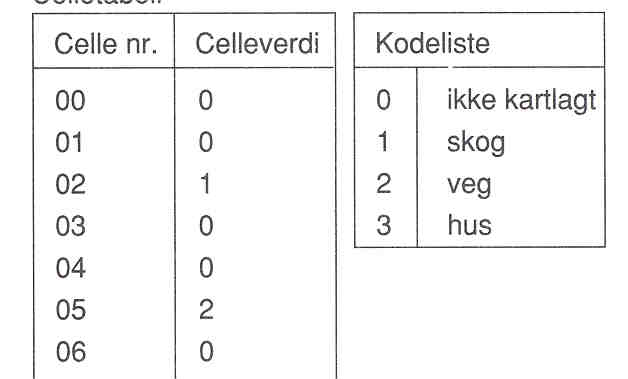 Celletabell
Celle nr. Celleverdi
00 0
01 0
02 1
03 0
04 0
05 2
06 0
Kodeliste
0 ikke kartlagt
1 skog
2 veg
3 hus